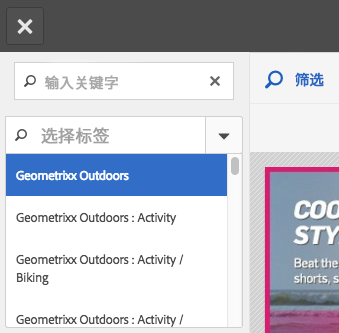 输入关键字
筛选
选择标签
Geometrixx Outdoors
Geometrixx Outdoors : Activity
Geometrixx Outdoors : Activity /
Biking
Geometrixx Outdoors : Activity /
COO
STY
Beat the
shorts, s